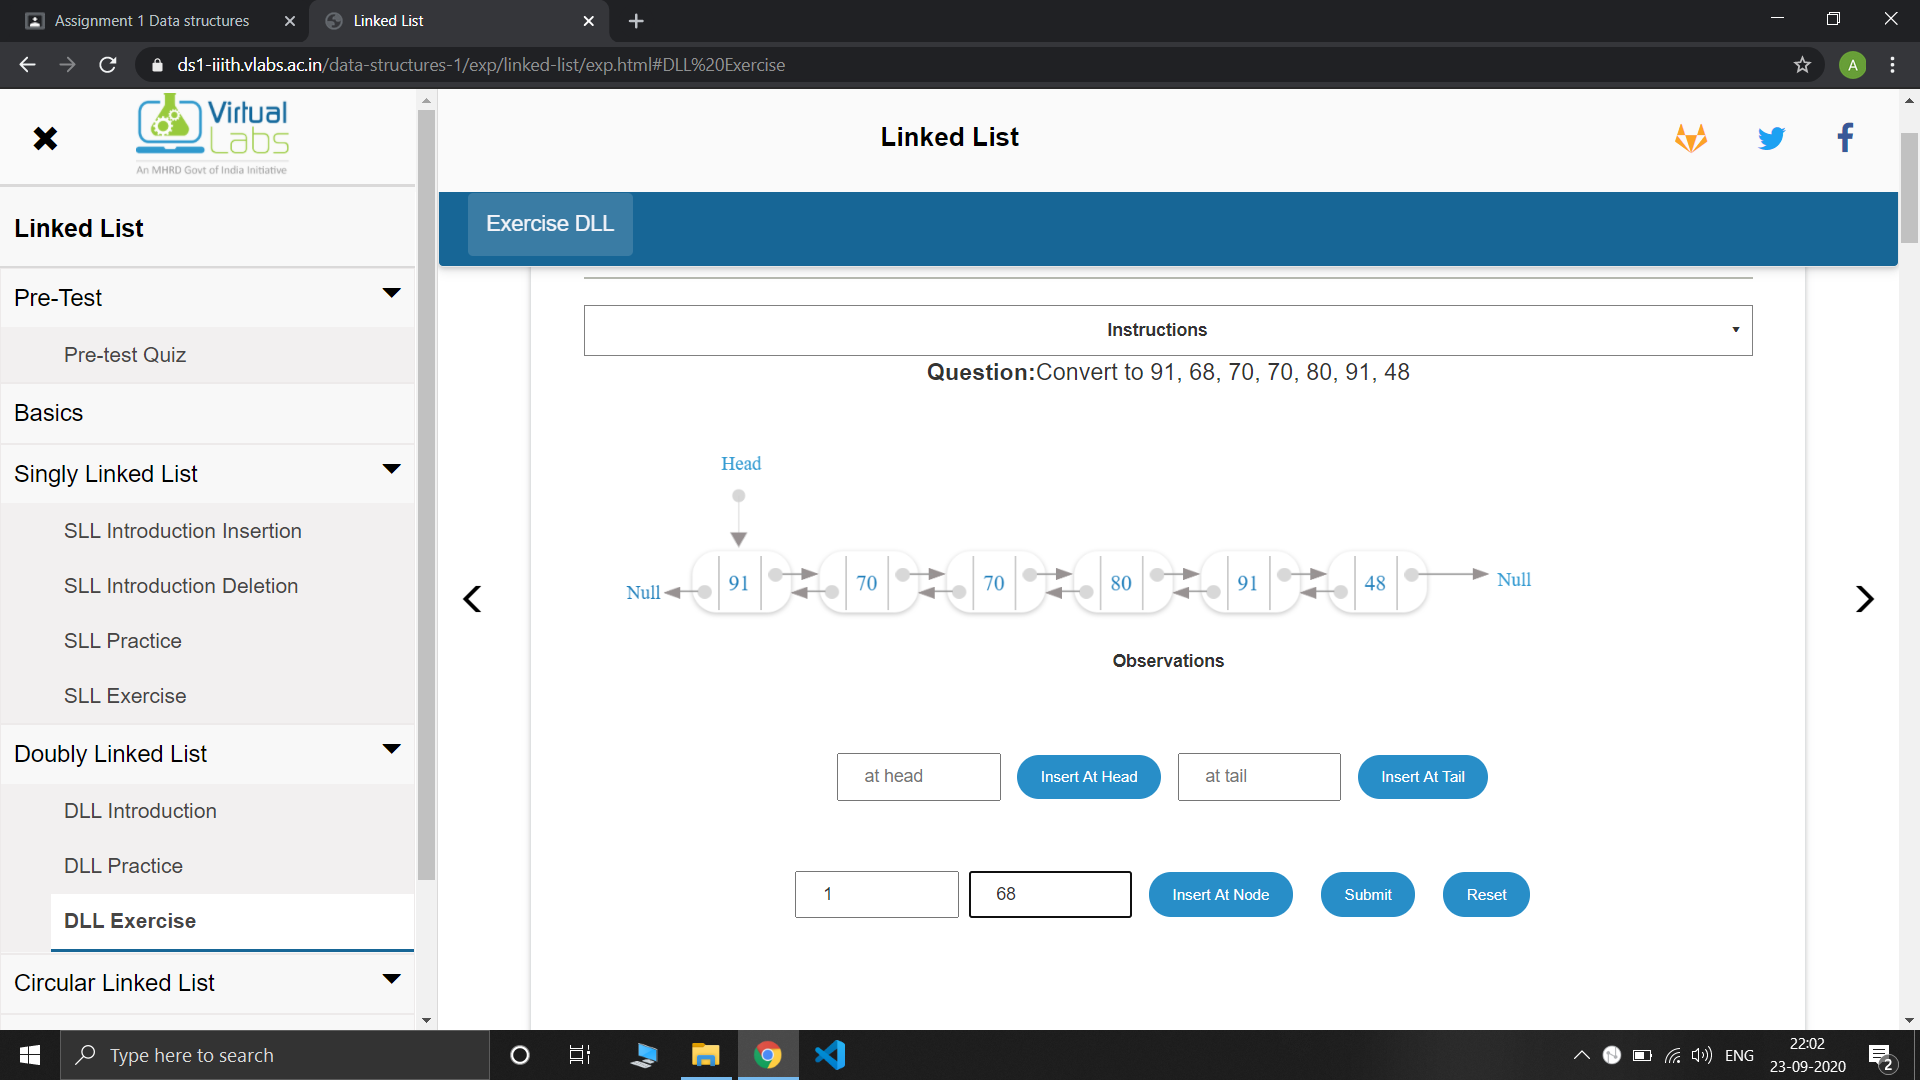 Assignment 1 Data structures
Linked List
ds1-iiith.vlabs.ac.in/data-structures-1/exp/linked-list/exp.html#DLL%20Exercise
A
Virtual
Labs
An MHRD Govt of India Initiative
Linked List
Pre-Test
Pre-test Quiz
Basics
Singly Linked List
SLL Introduction Insertion
SLL Introduction Deletion
SLL Practice
SLL Exercise
Doubly Linked List
DLL Introduction
DLL Practice
DLL Exercise
Circular Linked List
Linked List
Exercise DLL
Instructions
Question:Convert to 91, 68, 70, 70, 80, 91, 48
Head
Null 91 70 70 80 91 48 Null
Observations
at head Insert At Head at tail Insert At Tail
1 68 Insert At Node Submit Reset
Type here to search
ENG
22:02
23-09-2020
2